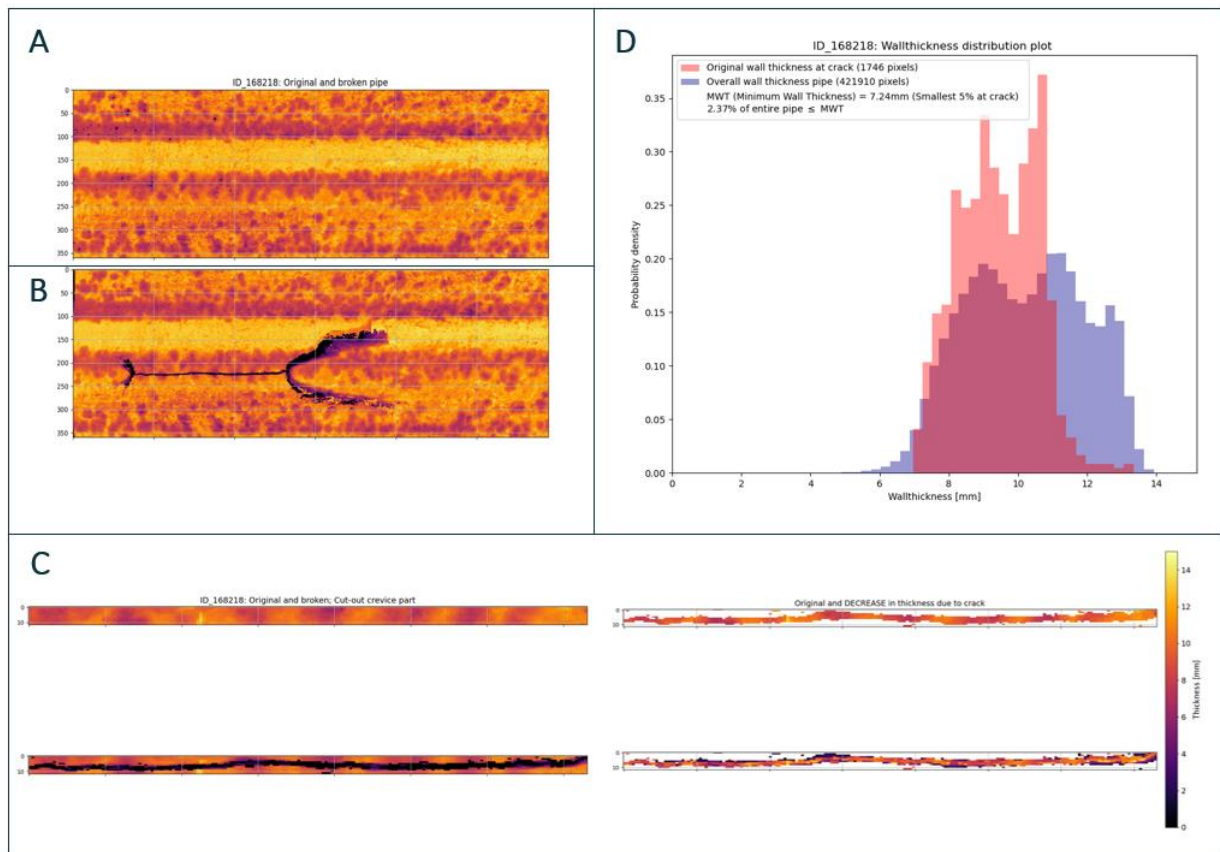 A
ID_168218: Original and broken pipe
0
50
100
150
200
250
300
350
B
0
50
100
150
200
250
300
350
D
ID_168218: Wallthickness distribution plot
Original wall thickness at crack (1746 pixels)
Overall wall thickness pipe (421910 pixels)
MWT (Minimum Wall Thickness) = 7.24mm (Smallest 5% at crack)
2.37% of entire pipe ≤ MWT
Probability density
0.35
0.30
0.25
0.20
0.15
0.10
0.05
0.00
0 2 4 6 8 10 12 14
Wallthickness [mm]
C
ID_168218: Original and broken; Cut-out crevice part
0
10
0
10
Original and DECREASE in thickness due to crack
0
10
0
10
14
12
10
8
6
4
2
0
Thickness [mm]